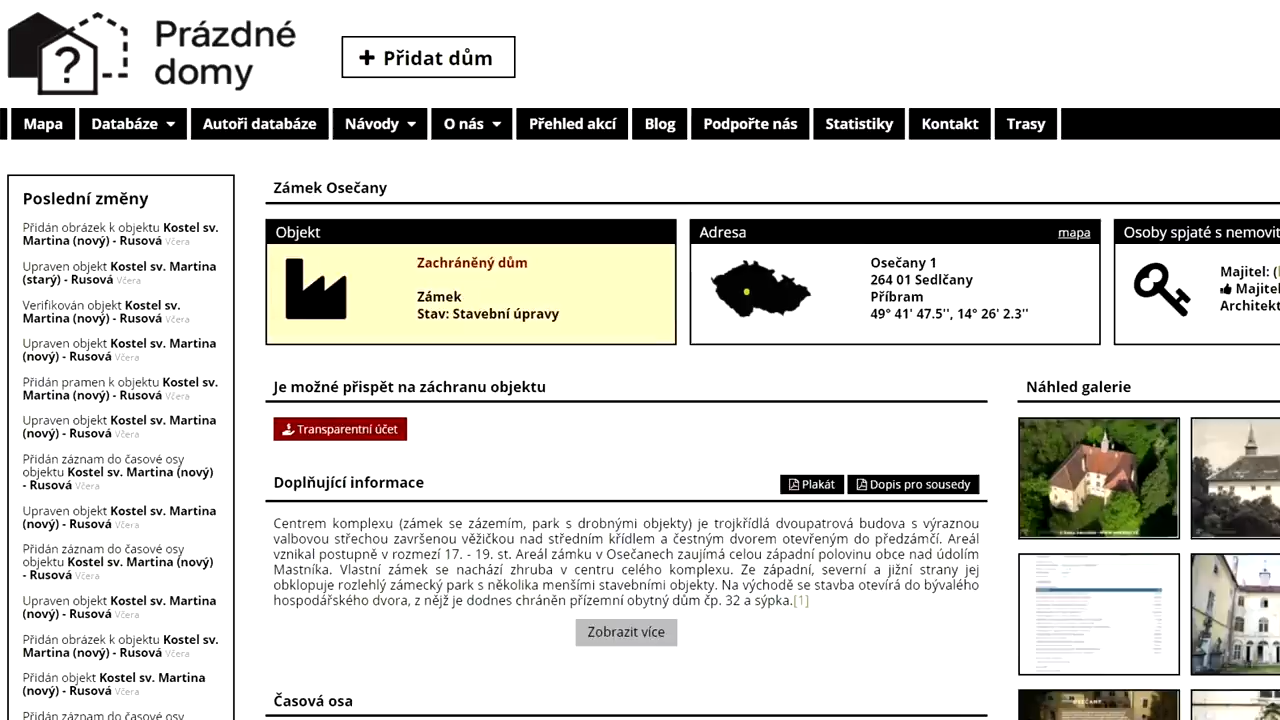 Prázdné
domy
Přidat dům
Mapa Databáze Autoři databáze Návody O nás Přehled akcí Blog Podpořte nás Statistiky Kontakt Trasy
Poslední změny
Přidán obrázek k objektu Kostel sv.
Martina (nový) - Rusová Včera
Upraven objekt Kostel sv. Martina
(starý) - Rusová Včera
Verifikován objekt Kostel sv.
Martina (nový) - Rusová Včera
Upraven objekt Kostel sv. Martina
(nový) - Rusová Včera
Přidán pramen k objektu Kostel sv.
Martina (nový) - Rusová Včera
Upraven objekt Kostel sv. Martina
(nový) - Rusová Včera
Přidán záznam do časové osy
objektu Kostel sv. Martina (nový)
- Rusová Včera
Upraven objekt Kostel sv. Martina
(nový) - Rusová Včera
Přidán záznam do časové osy
objektu Kostel sv. Martina (nový)
- Rusová Včera
Upraven objekt Kostel sv. Martina
(nový) - Rusová Včera
Přidán obrázek k objektu Kostel sv.
Martina (nový) - Rusová Včera
Přidán objekt Kostel sv. Martina
(nový) - Rusová Včera
Přidán záznam do časové osy
Zámek Osečany
Objekt
Zachráněný dům
Zámek
Stav: Stavební úpravy
Adresa mapa
Osečany 1
264 01 Sedlčany
Příbram
49° 41' 47.5'', 14° 26' 2.3''
Osoby spjaté s nemovit
Majitel: (
Majitel
Architekt
Je možné přispět na záchranu objektu
Transparentní účet
Doplňující informace
Plakát Dopis pro sousedy
Centrem komplexu (zámek se zázemím, park s drobnými objekty) je trojkřídlá dvoupatrová budova s výraznou
valbovou střechou završenou věžičkou nad středním křídlem a čestným dvorem otevřeným do předzámčí. Areál
vznikal postupně v rozmezí 17. - 19. st. Areál zámku v Osečanech zaujímá celou západní polovinu obce nad údolím
Mastníka. Vlastní zámek se nachází zhruba v centru celého komplexu. Ze západní, severní a jižní strany jej
obklopuje rozlehlý zámecký park s několika menšími stavebními objekty. Na východě se stavba otevírá do bývalého
hospodářského dvora, z nějž je dodnes chráněn přízemní obytný dům čp. 32 a sýpka.[1]
Zobrazit více
Časová osa
Náhled galerie
OSEČANY